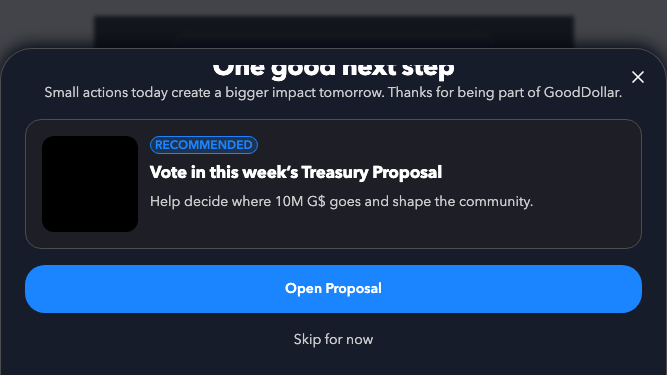 One good next step
Small actions today create a bigger impact tomorrow. Thanks for being part of GoodDollar.
RECOMMENDED
Vote in this week’s Treasury Proposal
Help decide where 10M G$ goes and shape the community.
Open Proposal
Skip for now